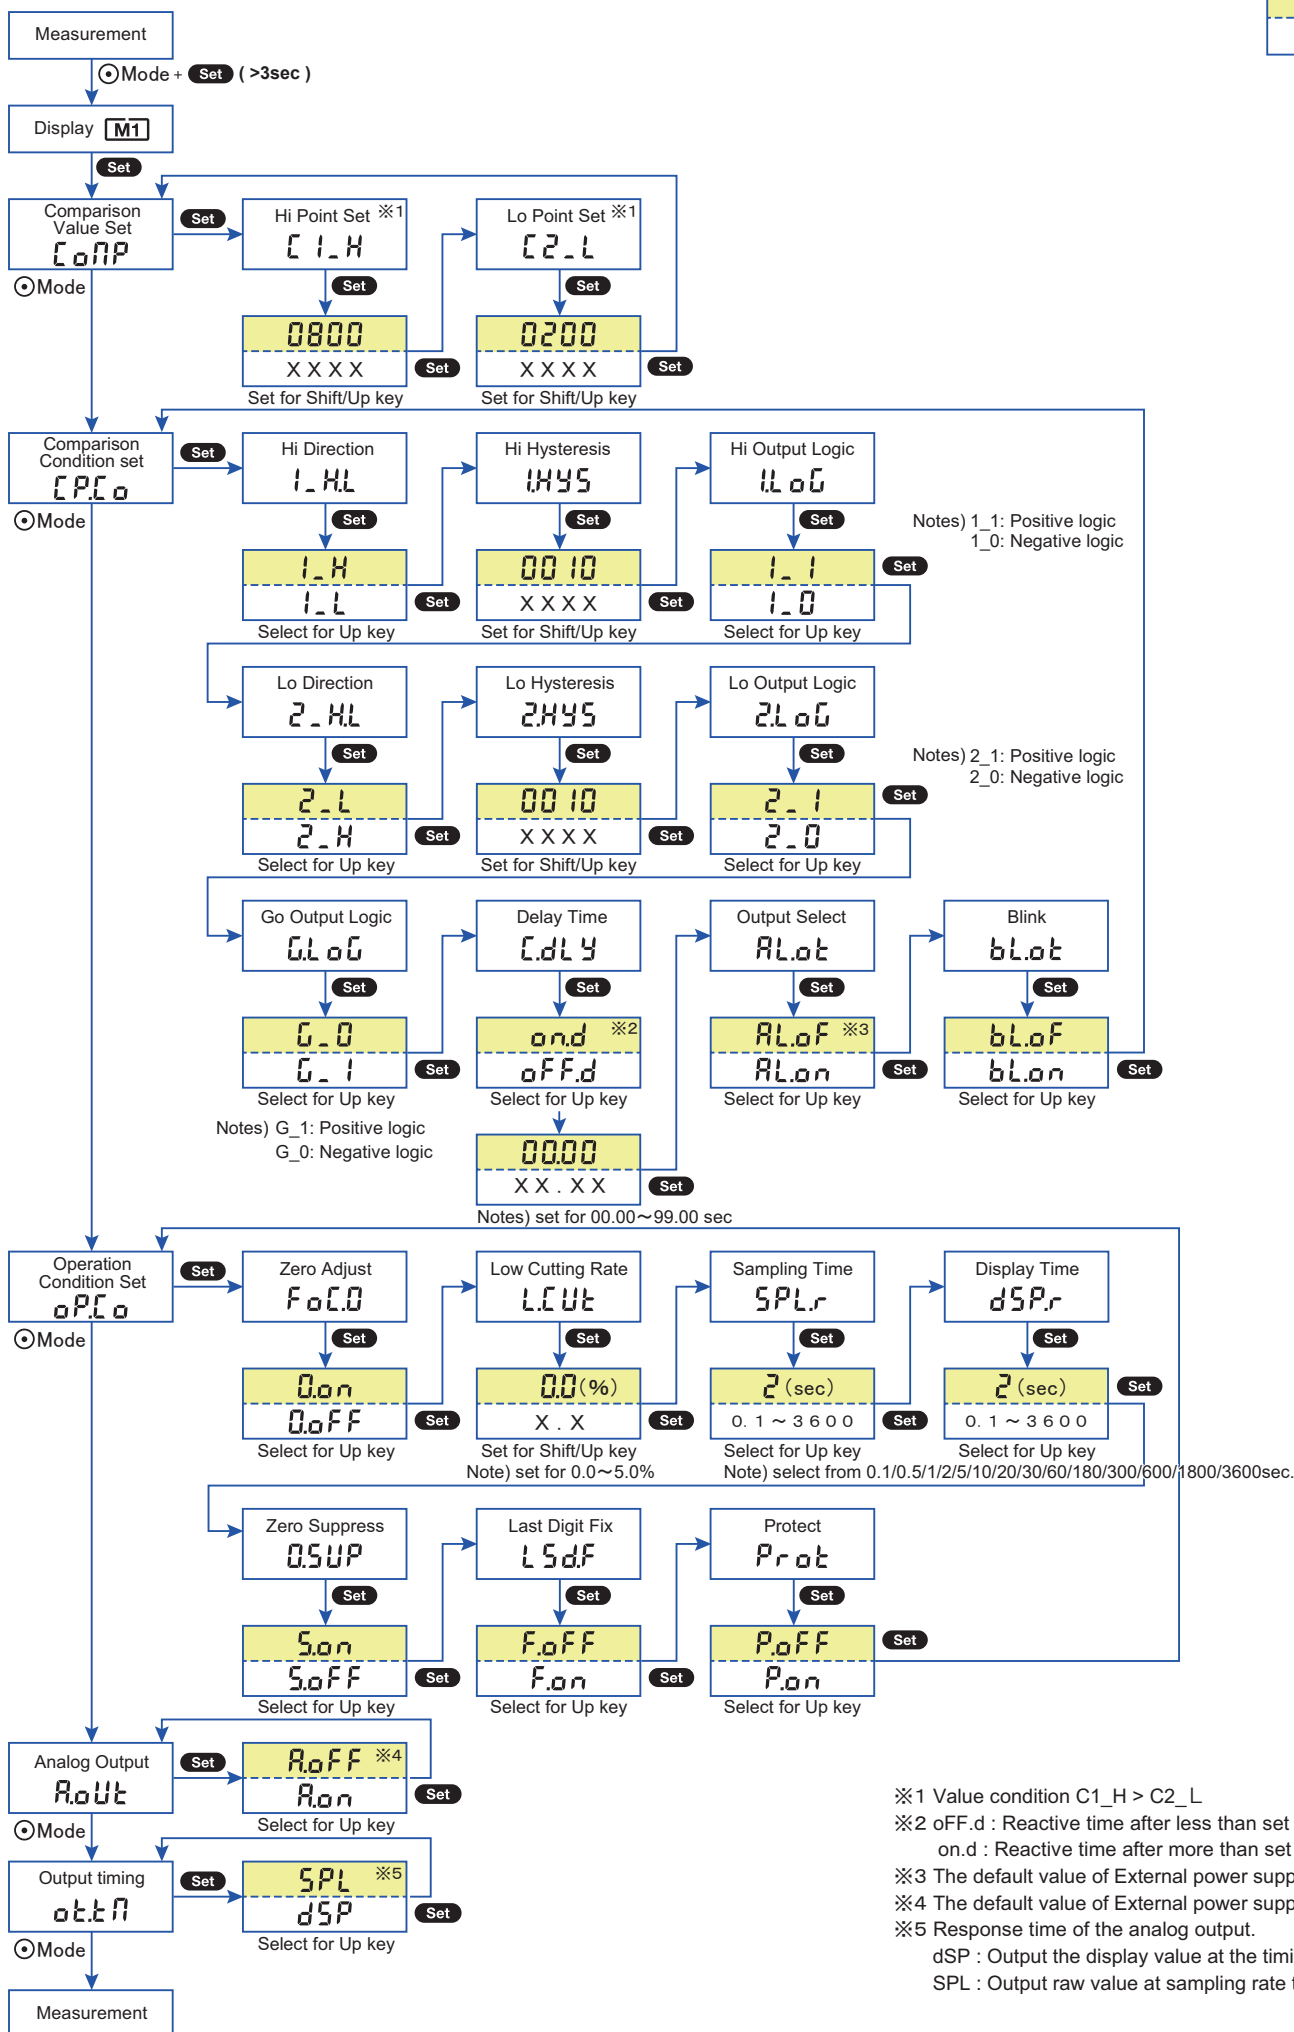 Measurement
Mode + Set ( >3sec )
Display M1
Set
Comparison
Value Set
CoMP
Set
Mode
Hi Point Set ※1
C1_H
Set
0800
XXXX
Set
Set for Shift/Up key
Lo Point Set ※1
C2_L
Set
0200
XXXX
Set
Set for Shift/Up key
Comparison
Condition set
CP.Co
Set
Mode
Hi Direction
1_H.L
Set
1_H
1_L
Set
Select for Up key
Hi Hysteresis
1.HYS
Set
0010
XXXX
Set
Set for Shift/Up key
Hi Output Logic
1.LoG
Set
1_1
1_0
Set
Select for Up key
Notes) 1_1: Positive logic
1_0: Negative logic
Lo Direction
2_H.L
Set
2_L
2_H
Set
Select for Up key
Lo Hysteresis
2.HYS
Set
0010
XXXX
Set
Set for Shift/Up key
Lo Output Logic
2.LoG
Set
2_1
2_0
Set
Select for Up key
Notes) 2_1: Positive logic
2_0: Negative logic
Go Output Logic
G.LoG
Set
G_0
G_1
Set
Select for Up key
Notes) G_1: Positive logic
G_0: Negative logic
Delay Time
C.dLY
Set
on.d ※2
oFF.d
Select for Up key
00.00
XX.XX
Set
Notes) set for 00.00～99.00 sec
Output Select
AL.ot
Set
AL.oF ※3
AL.on
Set
Select for Up key
Blink
bL.ot
Set
bL.oF
bL.on
Set
Select for Up key
Operation
Condition Set
oP.Co
Set
Mode
Zero Adjust
FoC.0
Set
0.on
0.oFF
Set
Select for Up key
Low Cutting Rate
L.CUt
Set
0.0(%)
X.X
Set
Set for Shift/Up key
Note) set for 0.0～5.0%
Sampling Time
SPL.r
Set
2(sec)
0.1～3600
Set
Select for Up key
Display Time
dSP.r
Set
2(sec)
0.1～3600
Set
Select for Up key
Note) select from 0.1/0.5/1/2/5/10/20/30/60/180/300/600/1800/3600sec.
Zero Suppress
0.SUP
Set
S.on
S.oFF
Set
Select for Up key
Last Digit Fix
LSd.F
Set
F.oFF
F.on
Set
Select for Up key
Protect
Prot
Set
P.oFF
P.on
Set
Select for Up key
Analog Output
A.oUt
Set
Mode
A.oFF ※4
A.on
Set
Select for Up key
Output timing
ot.tM
Set
Mode
SPL ※5
dSP
Set
Select for Up key
Measurement
※1 Value condition C1_H > C2_L
※2 oFF.d : Reactive time after less than set
on.d : Reactive time after more than set
※3 The default value of External power supp
※4 The default value of External power supp
※5 Response time of the analog output.
dSP : Output the display value at the timi
SPL : Output raw value at sampling rate t